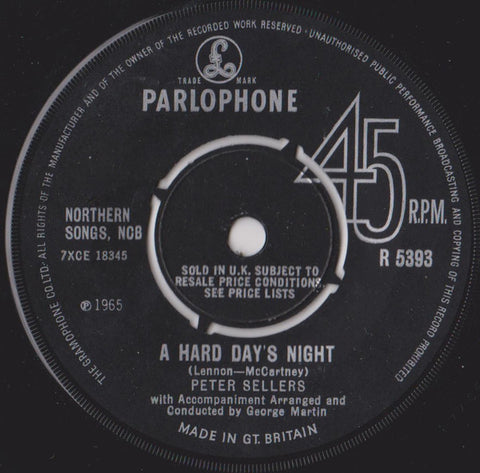 THE GRAMOPHONE CO. LTD. ALL RIGHTS OF THE MANUFACTURER AND OF THE OWNER OF THE RECORDED WORK RESERVED · UNAUTHORISED PUBLIC PERFORMANCE BROADCASTING AND COPYING OF THIS RECORD PROHIBITED
£
TRADE MARK
PARLOPHONE
45
R.P.M.
NORTHERN
SONGS, NCB
7XCE 18345
R 5393
SOLD IN U.K. SUBJECT TO
RESALE PRICE CONDITIONS,
SEE PRICE LISTS
℗ 1965
A HARD DAY'S NIGHT
(Lennon—McCartney)
PETER SELLERS
with Accompaniment Arranged and
Conducted by George Martin
MADE IN GT. BRITAIN